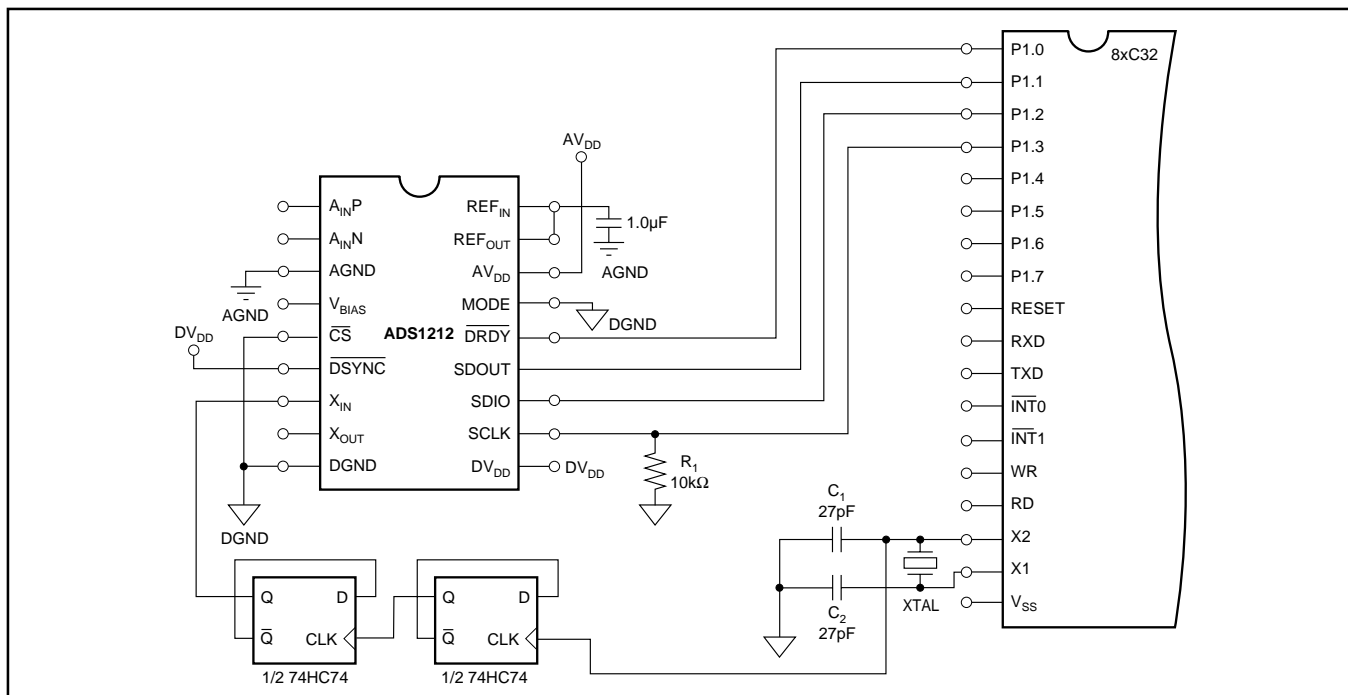 8xC32
P1.0
P1.1
P1.2
P1.3
P1.4
P1.5
P1.6
P1.7
RESET
RXD
TXD
INT0
INT1
WR
RD
X2
X1
VSS
AVDD
AINP
AINN
AGND
VBIAS
CS
DSYNC
XIN
XOUT
DGND
ADS1212
REFIN
REFOUT
AVDD
MODE
DRDY
SDOUT
SDIO
SCLK
DVDD
1.0µF
AGND
DGND
AGND
DVDD
DVDD
R1
10kΩ
DGND
C1
27pF
C2
27pF
XTAL
Q
D
Q
CLK
1/2 74HC74
Q
D
Q
CLK
1/2 74HC74